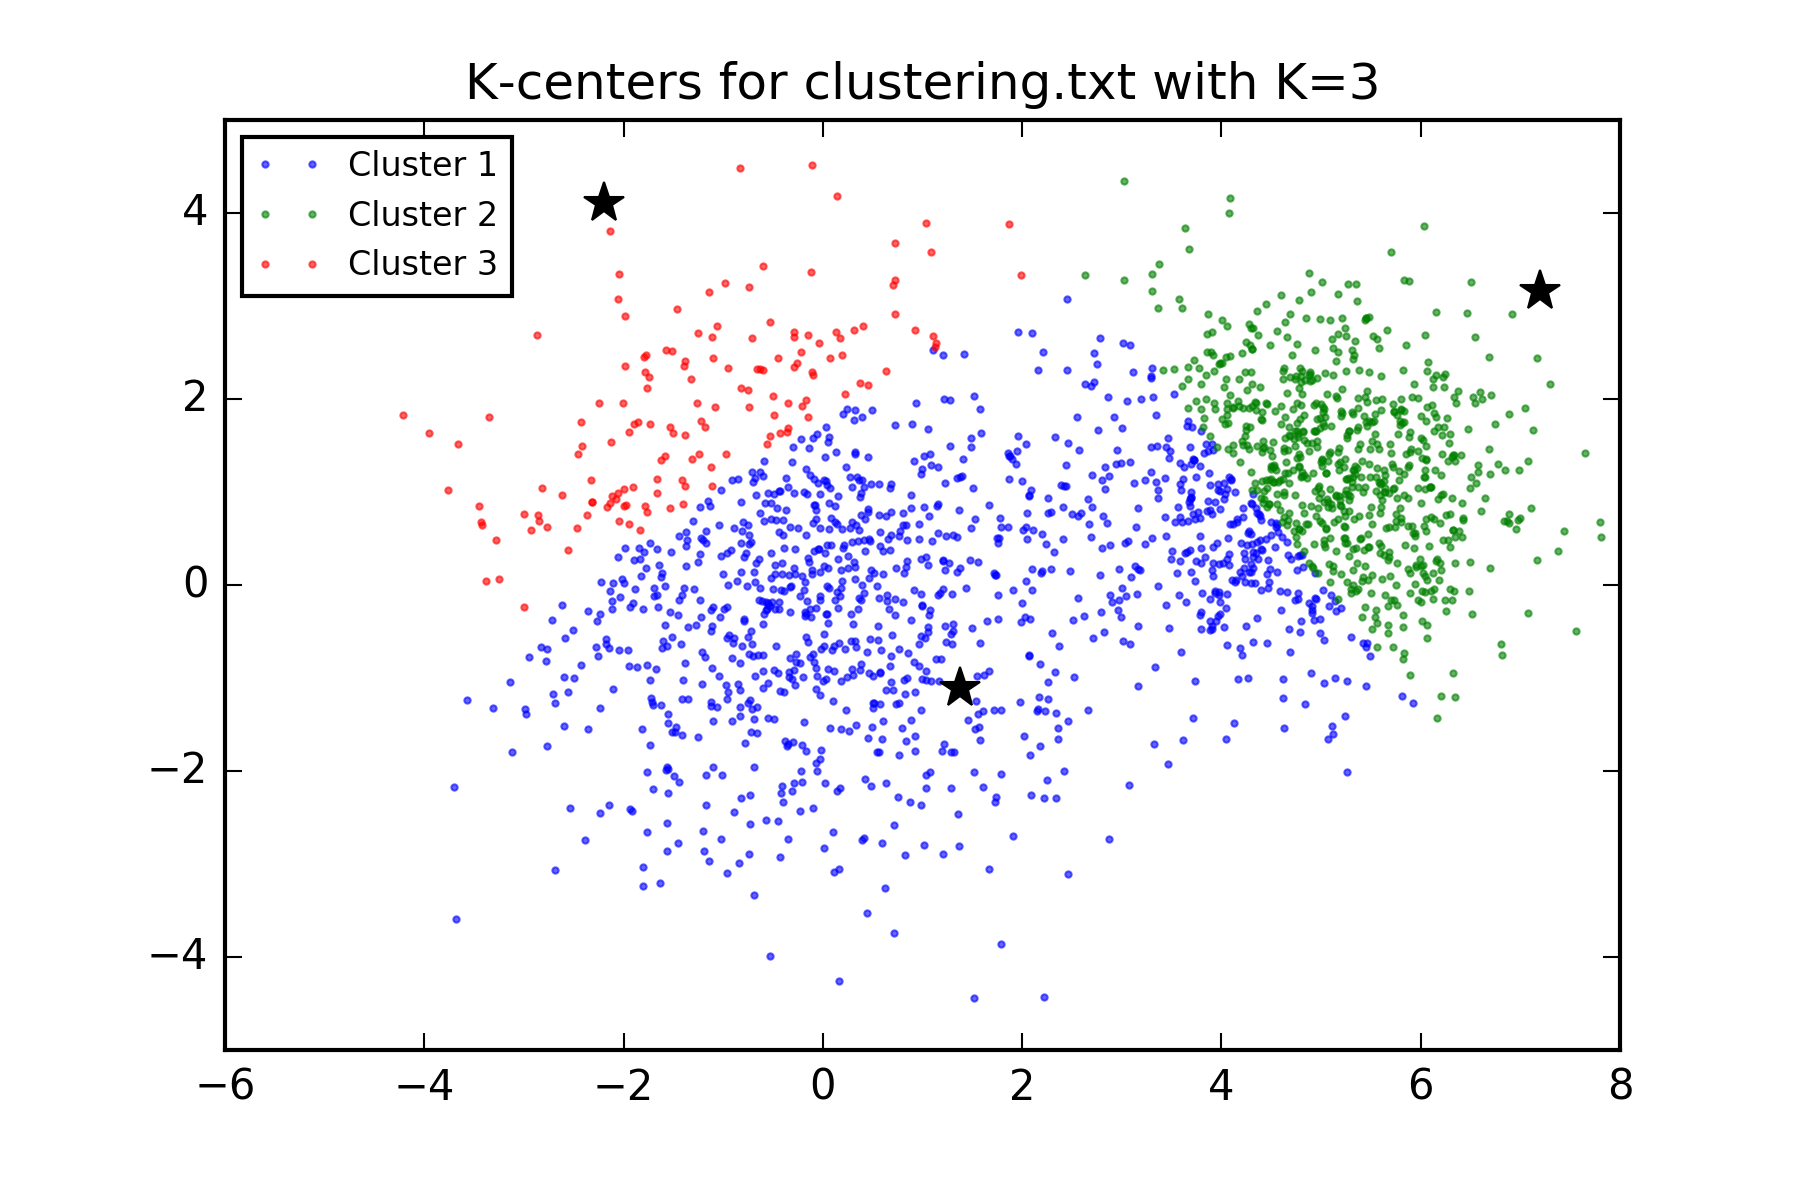 K-centers for clustering.txt with K=3
Cluster 1
Cluster 2
Cluster 3
4
2
0
−2
−4
−6 −4 −2 0 2 4 6 8